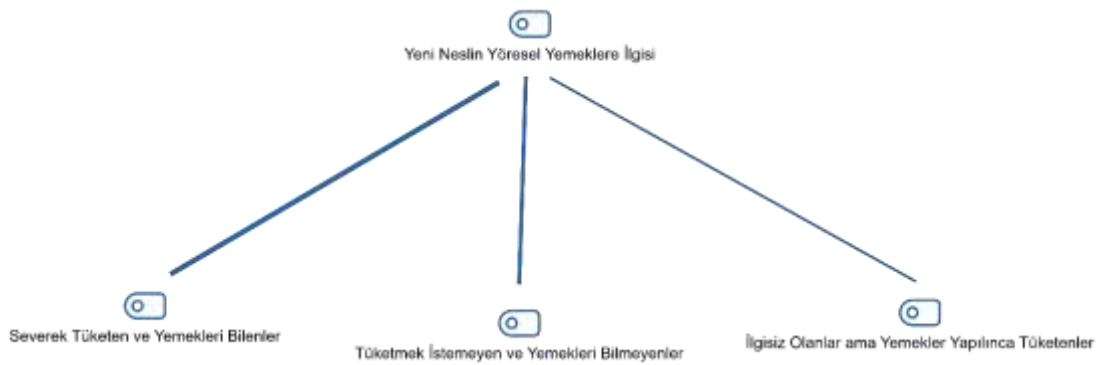 Yeni Neslin Yöresel Yemeklere İlgisi
Severek Tüketen ve Yemekleri Bilenler
Tüketmek İstemeyen ve Yemekleri Bilmeyenler
İlgisiz Olanlar ama Yemekler Yapılınca Tüketenler